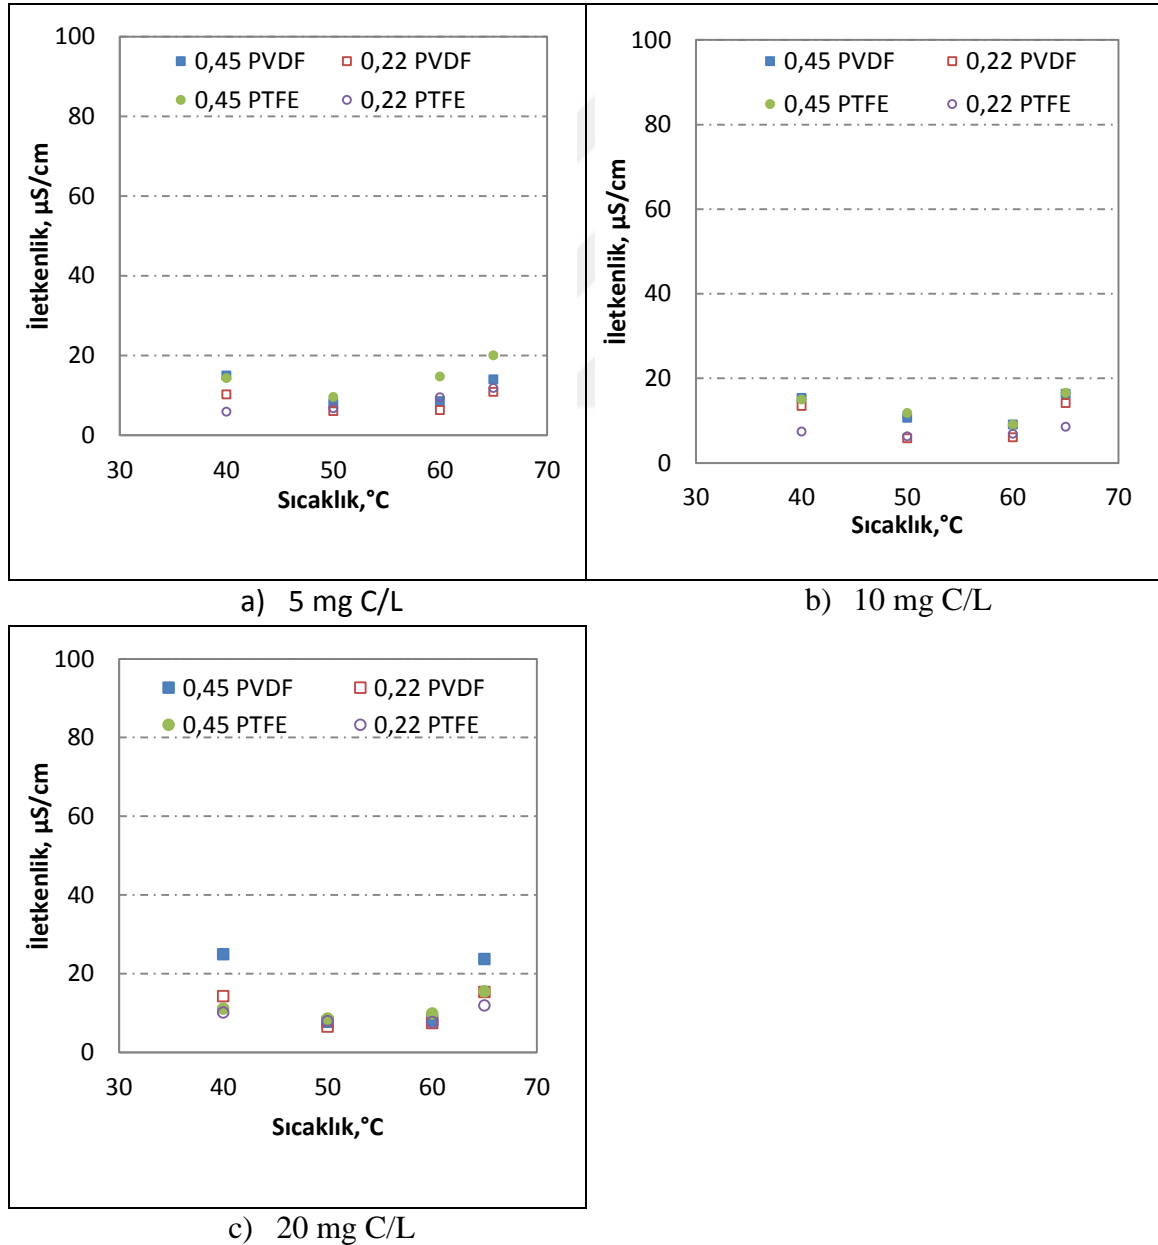 100
80
60
40
20
0
30 40 50 60 70
İletkenlik, µS/cm
Sıcaklık,°C
0,45 PVDF 0,22 PVDF
0,45 PTFE 0,22 PTFE
a) 5 mg C/L
100
80
60
40
20
0
30 40 50 60 70
İletkenlik, µS/cm
Sıcaklık,°C
0,45 PVDF 0,22 PVDF
0,45 PTFE 0,22 PTFE
b) 10 mg C/L
100
80
60
40
20
0
30 40 50 60 70
İletkenlik, µS/cm
Sıcaklık,°C
0,45 PVDF 0,22 PVDF
0,45 PTFE 0,22 PTFE
c) 20 mg C/L